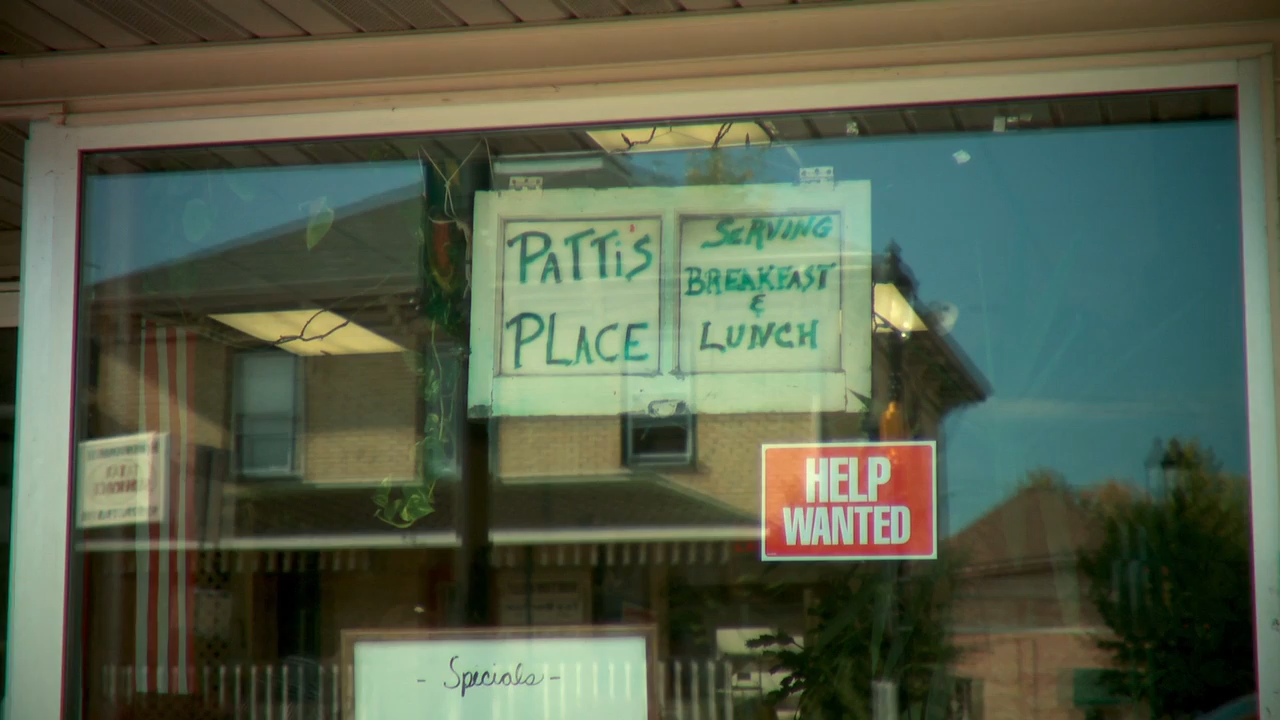 PATTi'S
PLACE
SERVING
BREAKFAST
&
LUNCH
HELP
WANTED
- Specials -